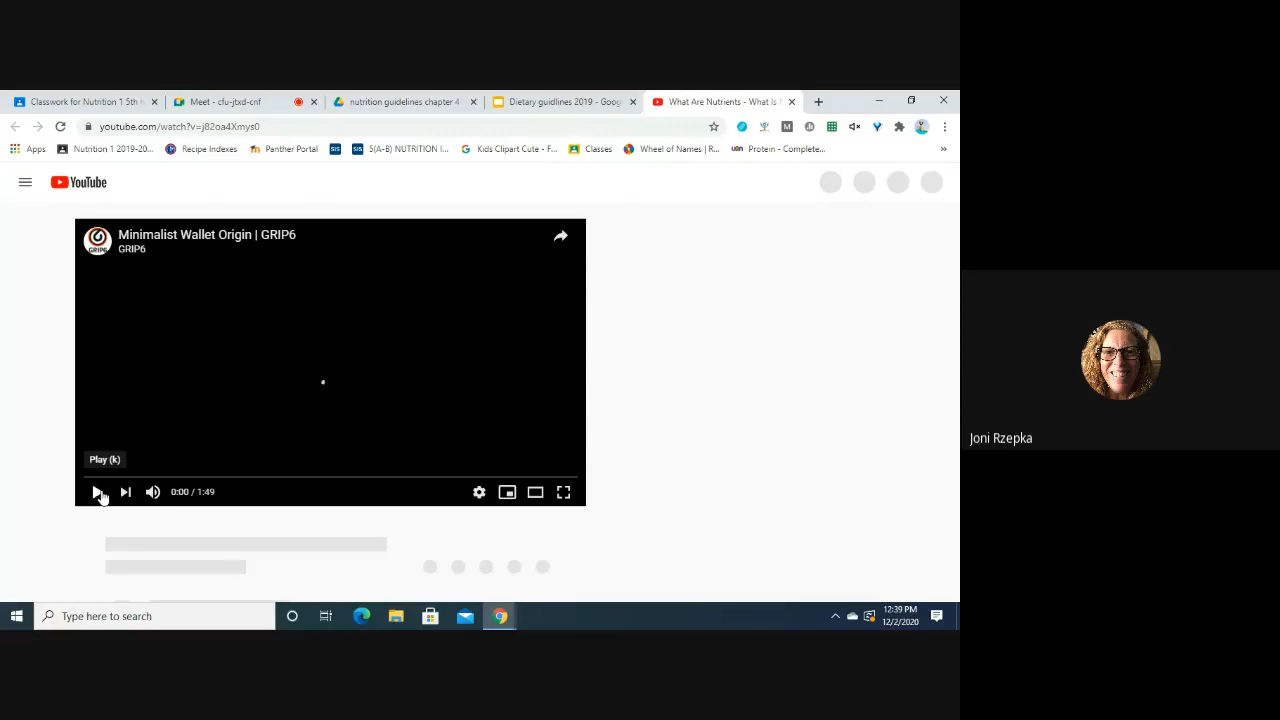 Classwork for Nutrition 1 5th
Meet - cfu-jtxd-cnf
nutrition guidelines chapter 4
Dietary guidlines 2019 - Goog
What Are Nutrients - What Is
youtube.com/watch?v=j82oa4Xmys0
Apps
Nutrition 1 2019-20...
Recipe Indexes
Panther Portal
SIS
SIS
5(A-B) NUTRITION I...
Kids Clipart Cute - F...
Classes
Wheel of Names | R...
Protein - Complete...
YouTube
Minimalist Wallet Origin | GRIP6
GRIP6
GRIP6
Play (k)
0:00 / 1:49
Joni Rzepka
Type here to search
12:39 PM
12/2/2020